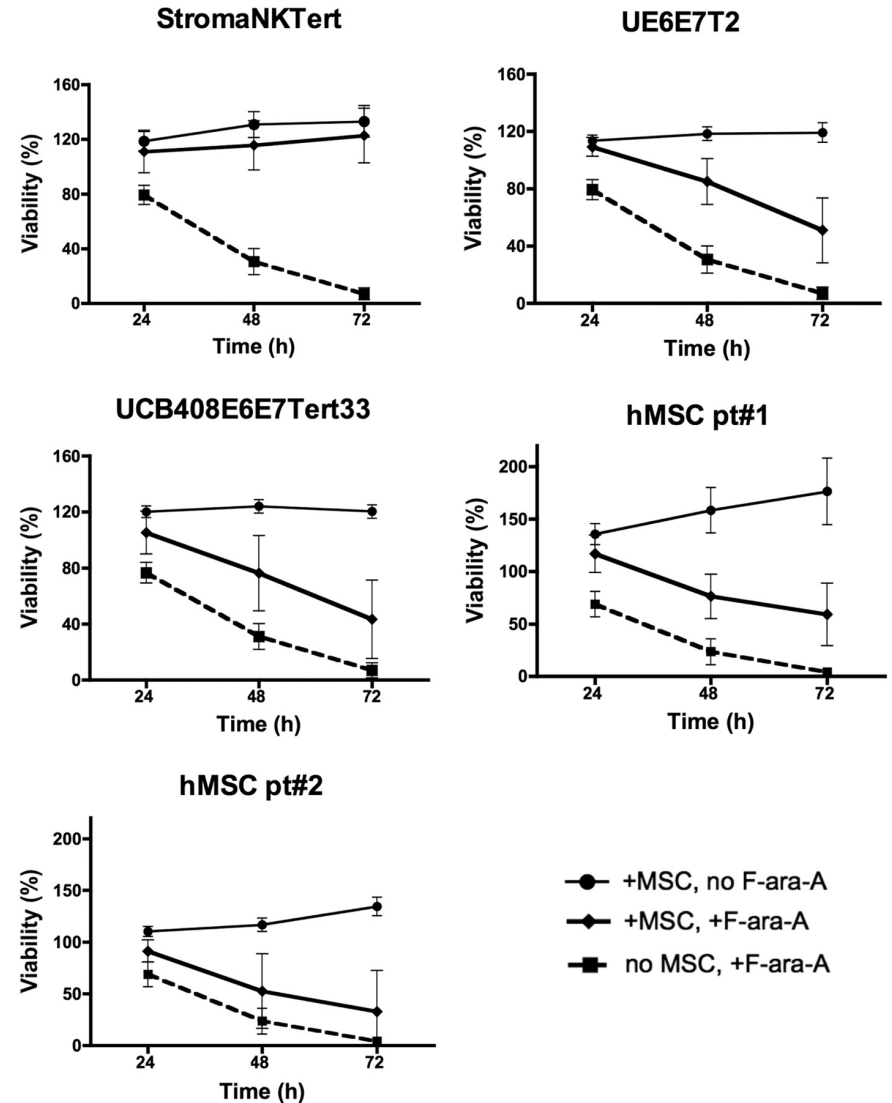 StromaNKTert
Viability (%)
160
120
80
40
0
24 48 72
Time (h)
UE6E7T2
Viability (%)
160
120
80
40
0
24 48 72
Time (h)
UCB408E6E7Tert33
Viability (%)
160
120
80
40
0
24 48 72
Time (h)
hMSC pt#1
Viability (%)
200
150
100
50
0
24 48 72
Time (h)
hMSC pt#2
Viability (%)
200
150
100
50
0
24 48 72
Time (h)
+MSC, no F-ara-A
+MSC, +F-ara-A
no MSC, +F-ara-A